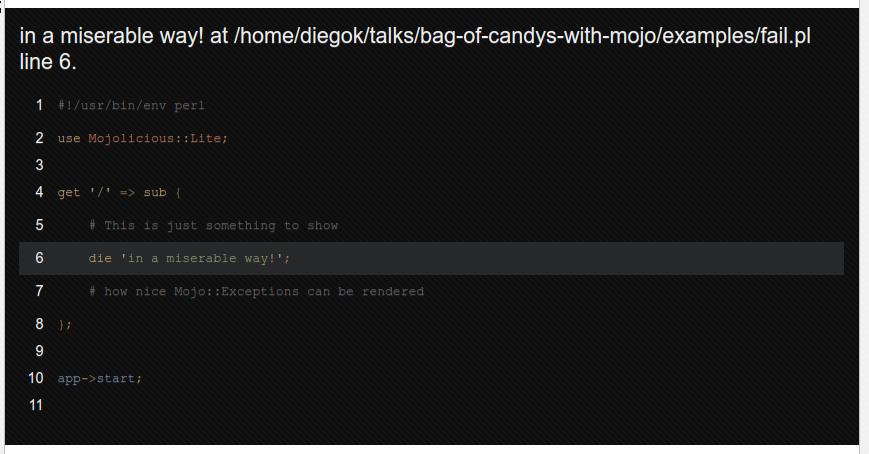 in a miserable way! at /home/diegok/talks/bag-of-candys-with-mojo/examples/fail.pl
line 6.
1 #!/usr/bin/env perl
2 use Mojolicious::Lite;
3
4 get '/' => sub {
5     # This is just something to show
6     die 'in a miserable way!';
7     # how nice Mojo::Exceptions can be rendered
8 };
9
10 app->start;
11